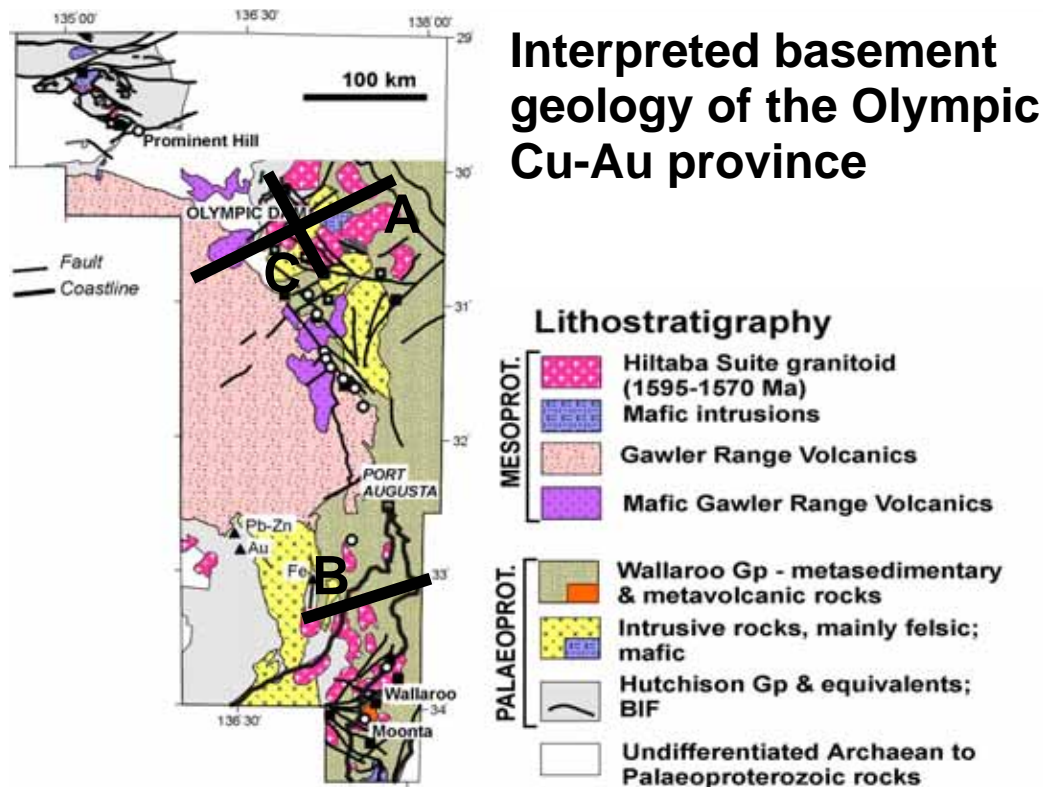 135 00'
136 30'
138 00'
29
100 km
Prominent Hill
30
OLYMPIC DAM
A
C
Fault
Coastline
31
32
PORT
AUGUSTA
Pb-Zn
Au
Fe
B
33
Wallaroo
34
136 30'
Moonta
Interpreted basement
geology of the Olympic
Cu-Au province
Lithostratigraphy
MESOPROT.
Hiltaba Suite granitoid
(1595-1570 Ma)
Mafic intrusions
Gawler Range Volcanics
Mafic Gawler Range Volcanics
PALAEOPROT.
Wallaroo Gp - metasedimentary
& metavolcanic rocks
Intrusive rocks, mainly felsic;
mafic
Hutchison Gp & equivalents;
BIF
Undifferentiated Archaean to
Palaeoproterozoic rocks